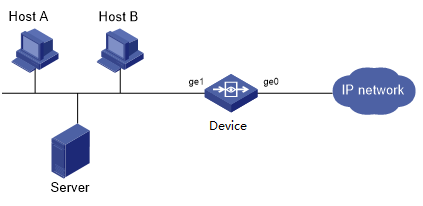 Host A
Host B
ge1
ge0
IP network
Device
Server